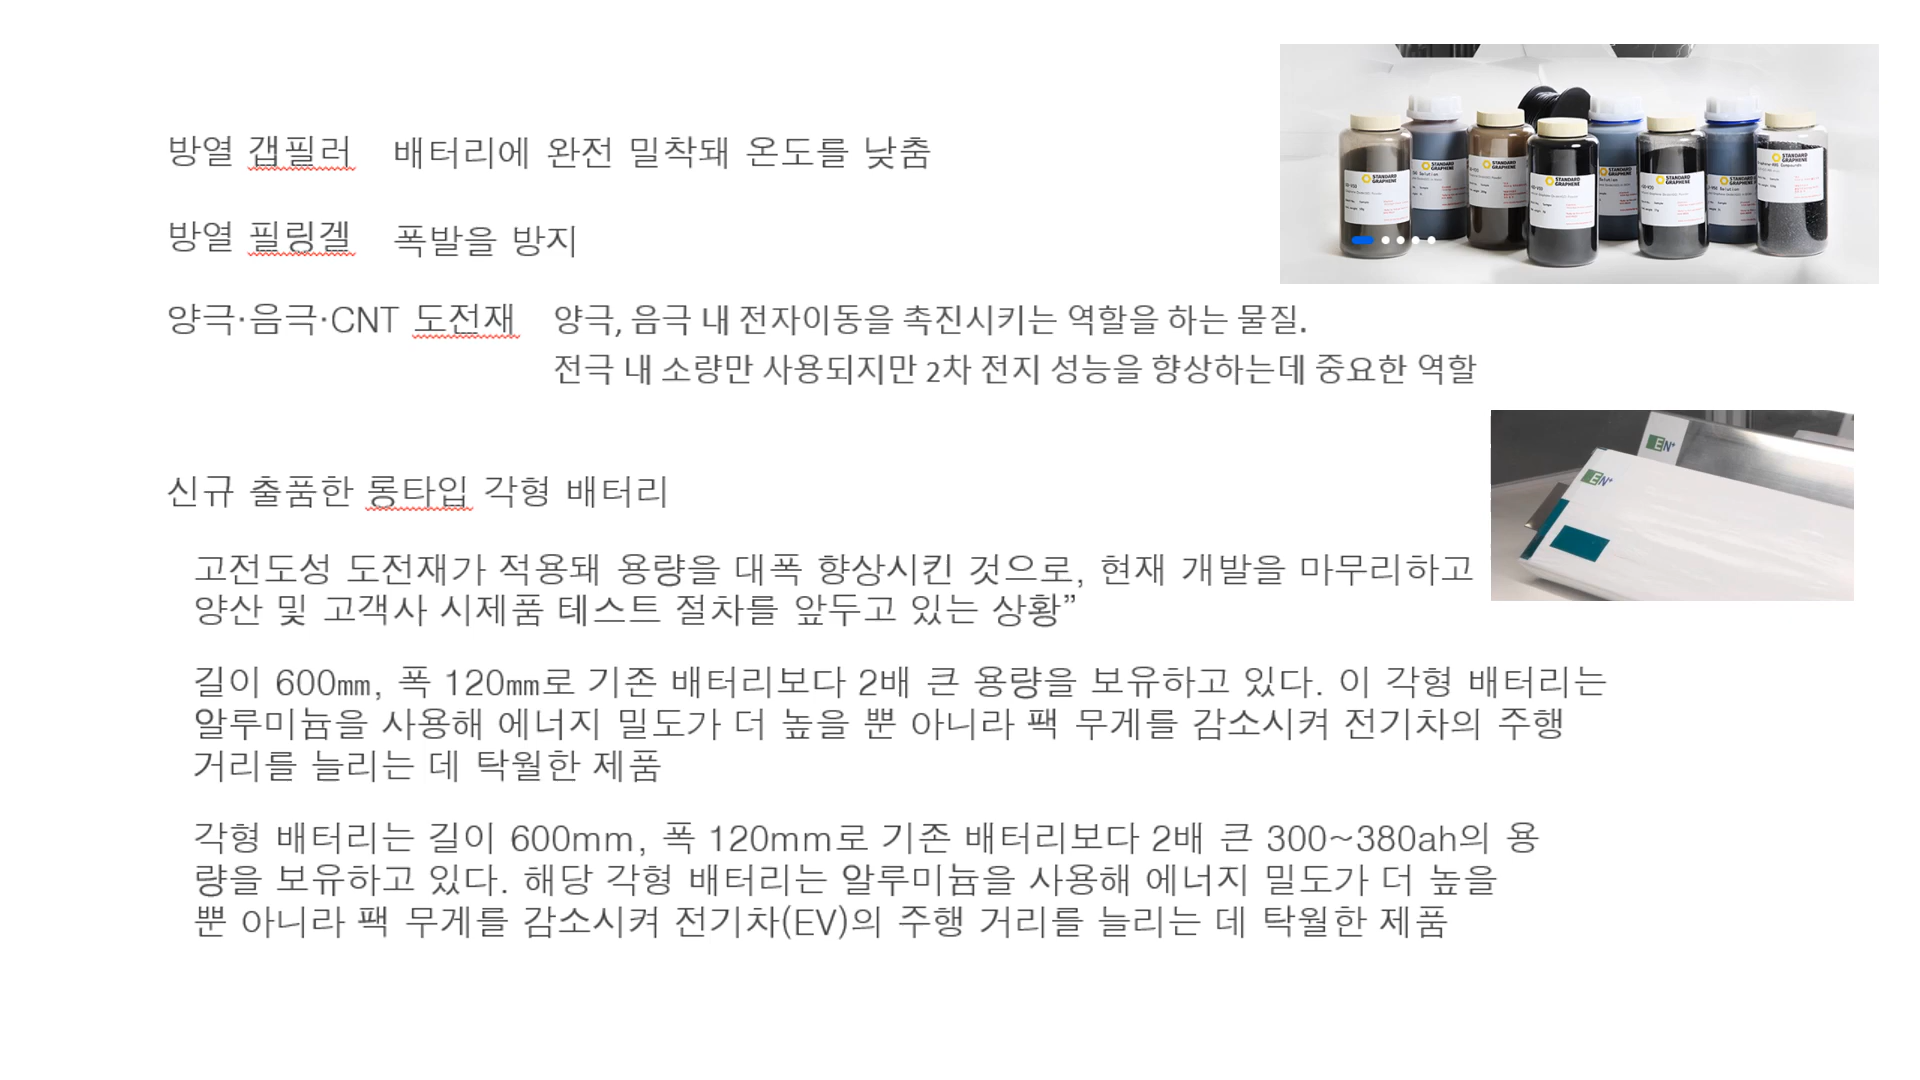 방열 갭필러 배터리에 완전 밀착돼 온도를 낮춤
방열 필링겔 폭발을 방지
양극·음극·CNT 도전재 양극, 음극 내 전자이동을 촉진시키는 역할을 하는 물질.
전극 내 소량만 사용되지만 2차 전지 성능을 향상하는데 중요한 역할
STANDARD GRAPHENE
STANDARD GRAPHENE
STANDARD GRAPHENE
STANDARD GRAPHENE
STANDARD GRAPHENE
STANDARD GRAPHENE
STANDARD GRAPHENE
EN+
EN+
신규 출품한 롱타입 각형 배터리
고전도성 도전재가 적용돼 용량을 대폭 향상시킨 것으로, 현재 개발을 마무리하고
양산 및 고객사 시제품 테스트 절차를 앞두고 있는 상황”
길이 600㎜, 폭 120㎜로 기존 배터리보다 2배 큰 용량을 보유하고 있다. 이 각형 배터리는
알루미늄을 사용해 에너지 밀도가 더 높을 뿐 아니라 팩 무게를 감소시켜 전기차의 주행
거리를 늘리는 데 탁월한 제품
각형 배터리는 길이 600mm, 폭 120mm로 기존 배터리보다 2배 큰 300~380ah의 용
량을 보유하고 있다. 해당 각형 배터리는 알루미늄을 사용해 에너지 밀도가 더 높을
뿐 아니라 팩 무게를 감소시켜 전기차(EV)의 주행 거리를 늘리는 데 탁월한 제품